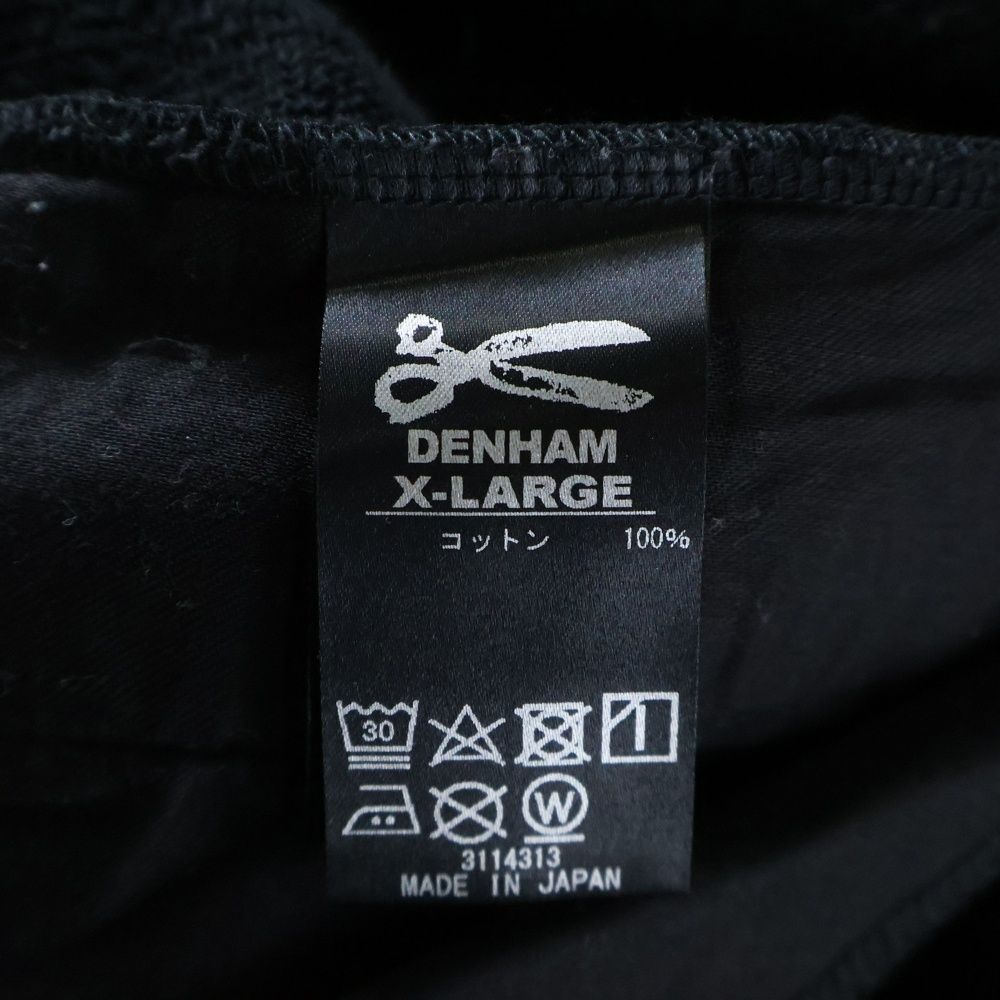 DENHAM
X-LARGE
コットン 100%
30
W
3114313
MADE IN JAPAN